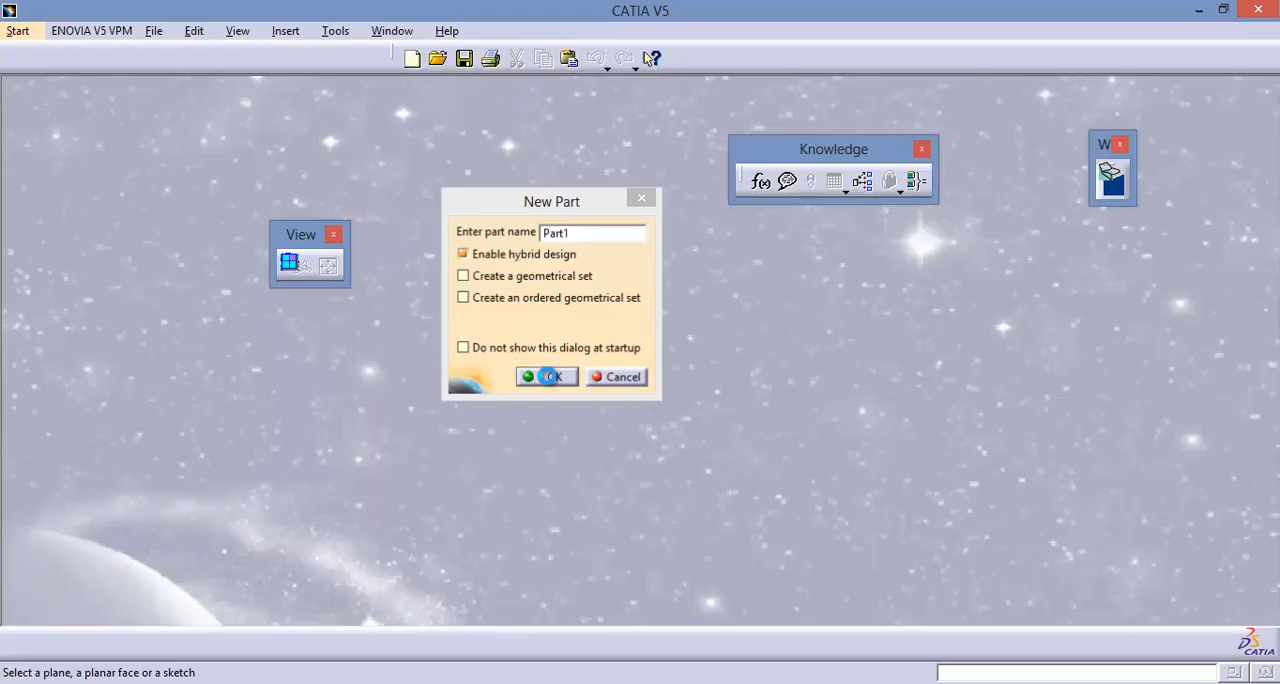 CATIA V5
Start ENOVIA V5 VPM File Edit View Insert Tools Window Help
Knowledge
W
f(x)
New Part
Enter part name Part1
View
Enable hybrid design
Create a geometrical set
Create an ordered geometrical set
Do not show this dialog at startup
OK Cancel
CATIA
Select a plane, a planar face or a sketch